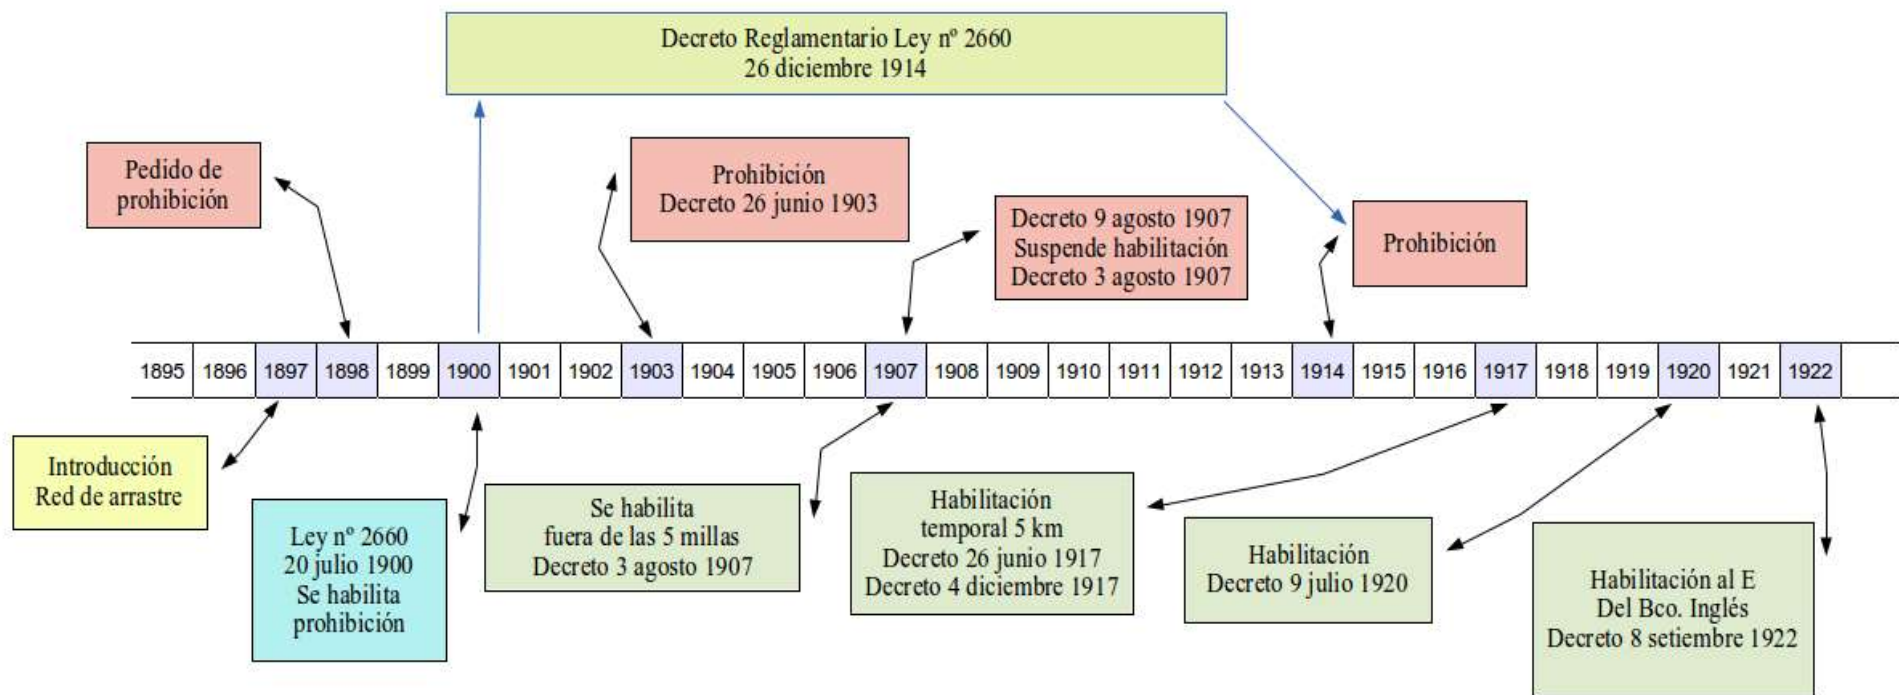 Decreto Reglamentario Ley nº 2660
26 diciembre 1914
Pedido de
prohibición
Prohibición
Decreto 26 junio 1903
Decreto 9 agosto 1907
Suspende habilitación
Decreto 3 agosto 1907
Prohibición
1895 1896 1897 1898 1899 1900 1901 1902 1903 1904 1905 1906 1907 1908 1909 1910 1911 1912 1913 1914 1915 1916 1917 1918 1919 1920 1921 1922
Introducción
Red de arrastre
Ley nº 2660
20 julio 1900
Se habilita
prohibición
Se habilita
fuera de las 5 millas
Decreto 3 agosto 1907
Habilitación
temporal 5 km
Decreto 26 junio 1917
Decreto 4 diciembre 1917
Habilitación
Decreto 9 julio 1920
Habilitación al E
Del Bco. Inglés
Decreto 8 setiembre 1922